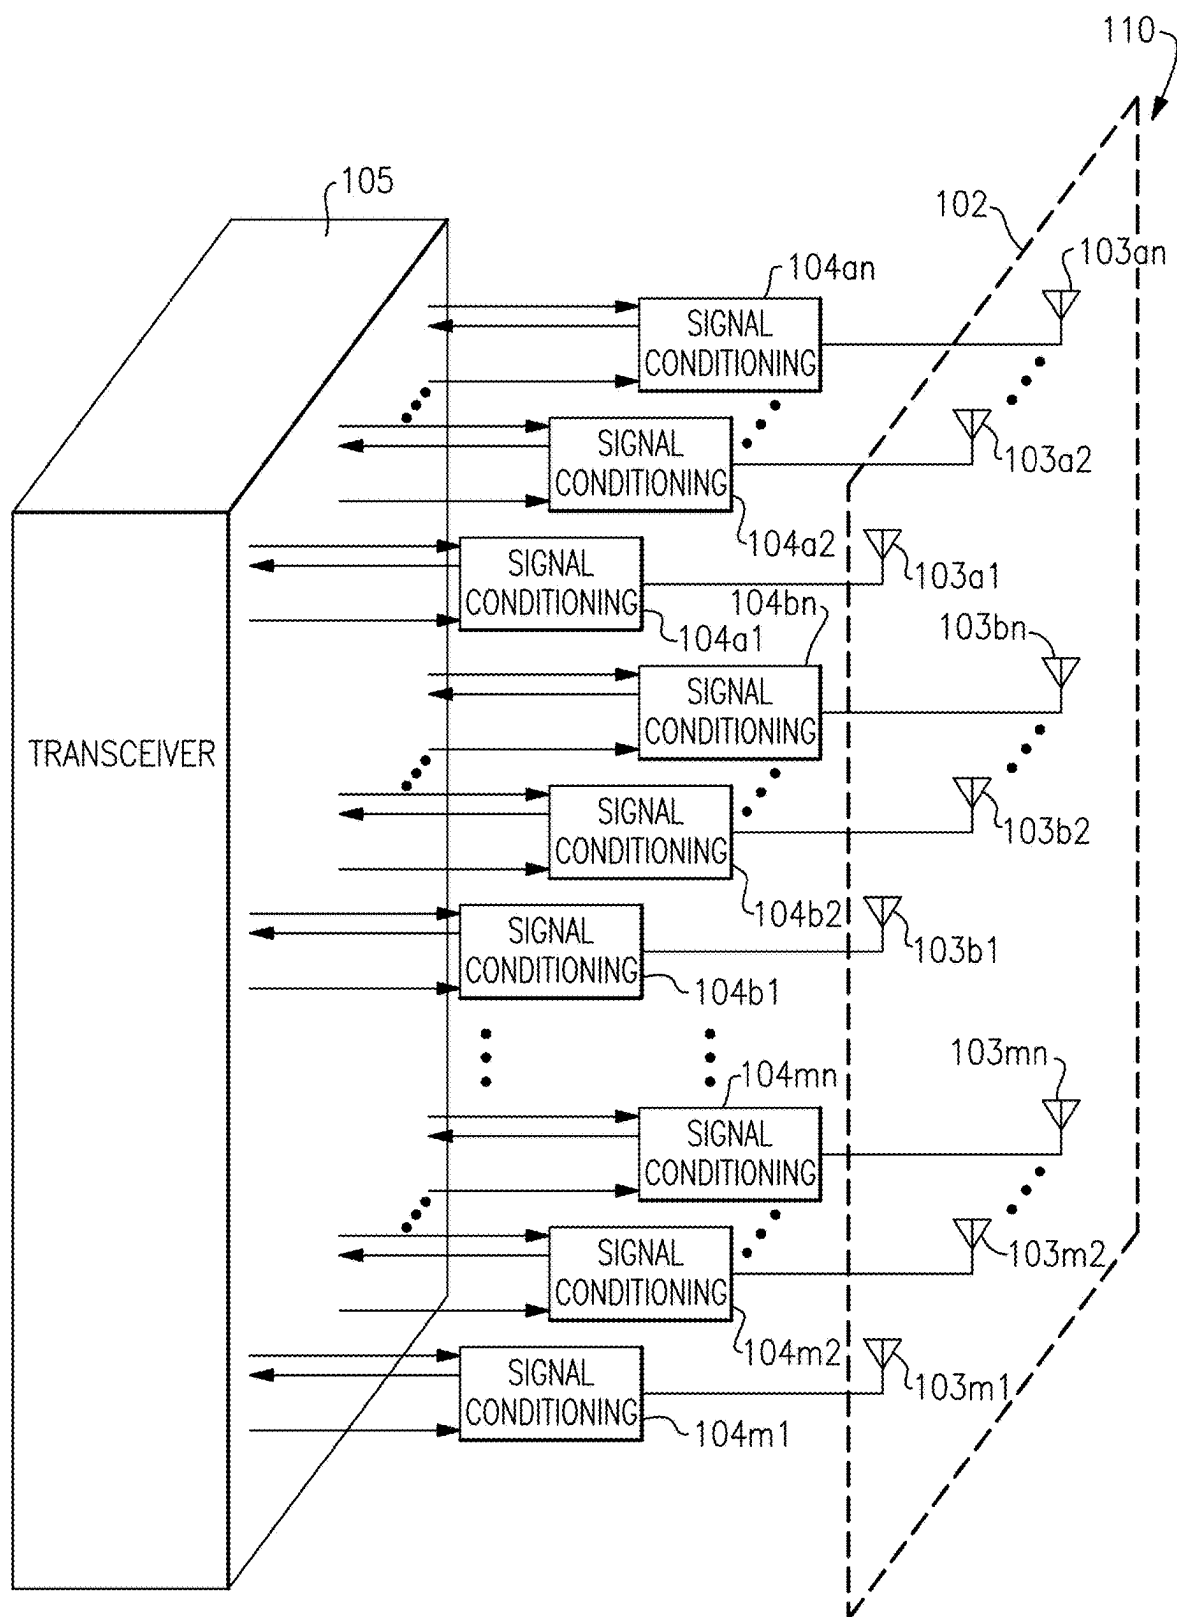 110
105
102
104an
103an
SIGNAL
CONDITIONING
SIGNAL
CONDITIONING
103a2
104a2
SIGNAL
CONDITIONING
103a1
104a1
104bn
103bn
SIGNAL
CONDITIONING
TRANSCEIVER
SIGNAL
CONDITIONING
103b2
104b2
SIGNAL
CONDITIONING
103b1
104b1
103mn
104mn
SIGNAL
CONDITIONING
SIGNAL
CONDITIONING
103m2
104m2
SIGNAL
CONDITIONING
103m1
104m1